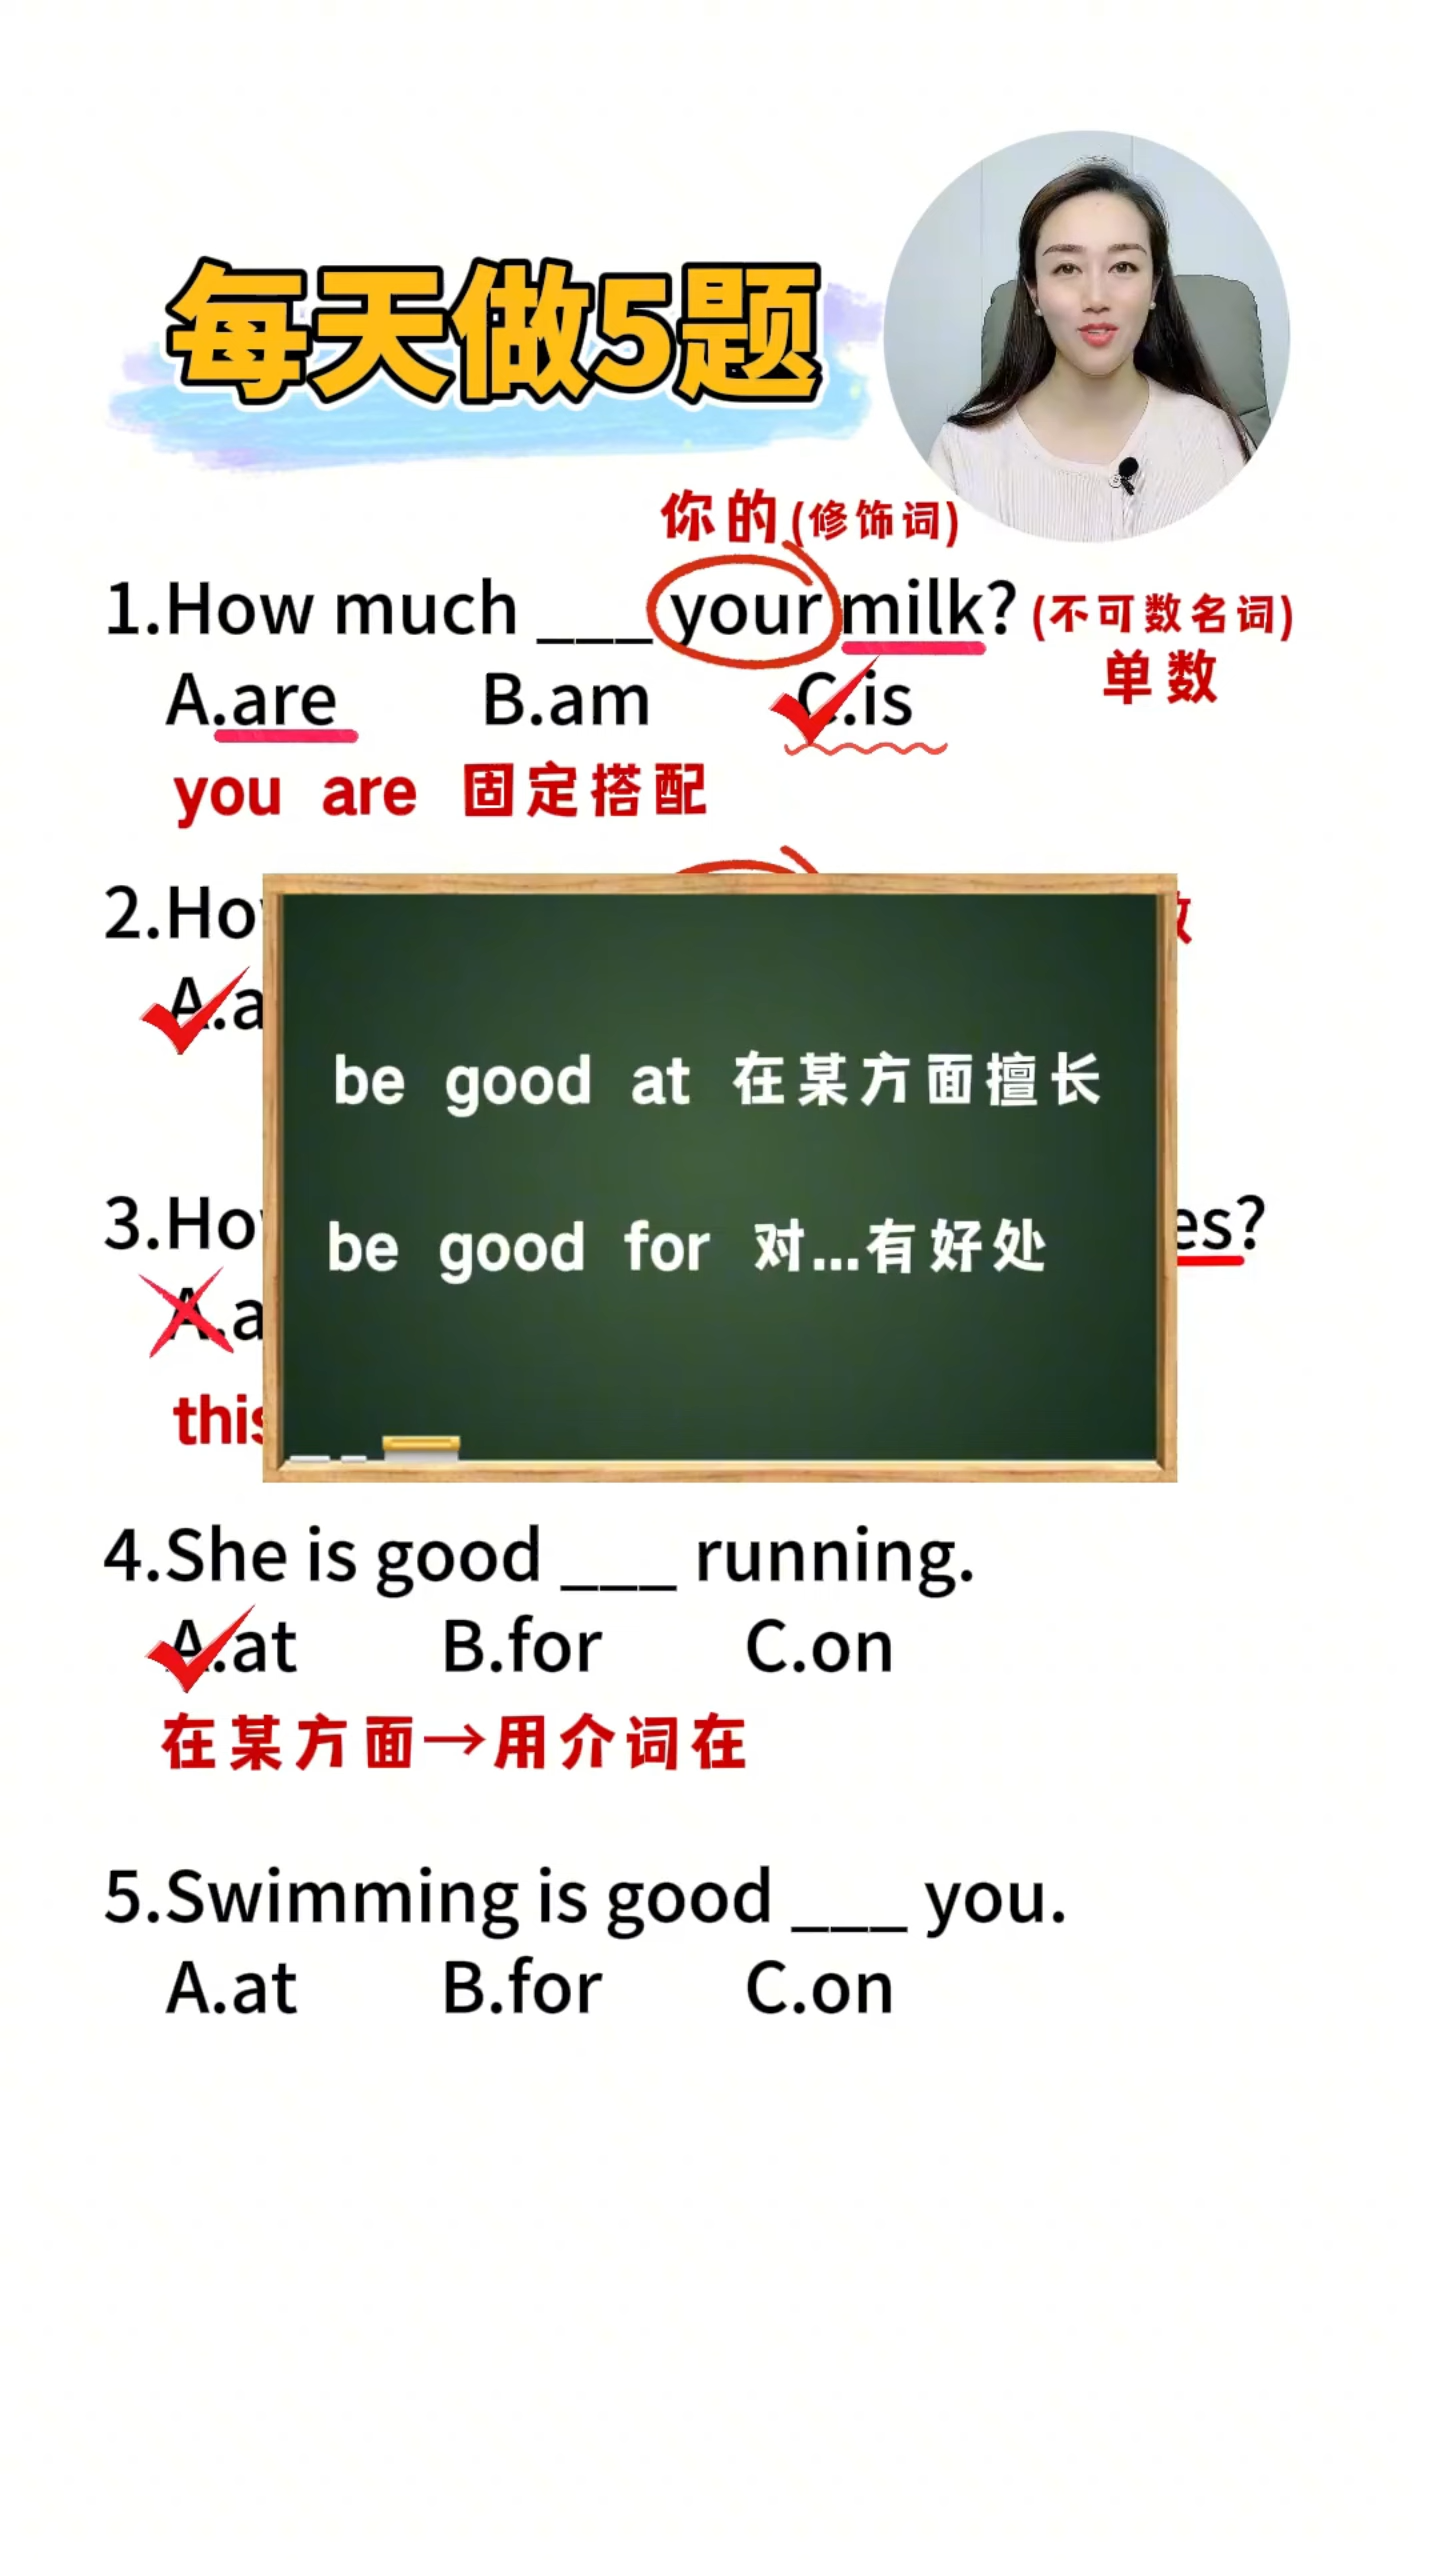 每天做5题
你的(修饰词)
1.How much ___ your milk? (不可数名词)
单数
A.are B.am C.is
you are 固定搭配
2.Ho
A.a
be good at 在某方面擅长
be good for 对...有好处
3.Ho es?
A.a
this
4.She is good ___ running.
A.at B.for C.on
在某方面→用介词在
5.Swimming is good ___ you.
A.at B.for C.on